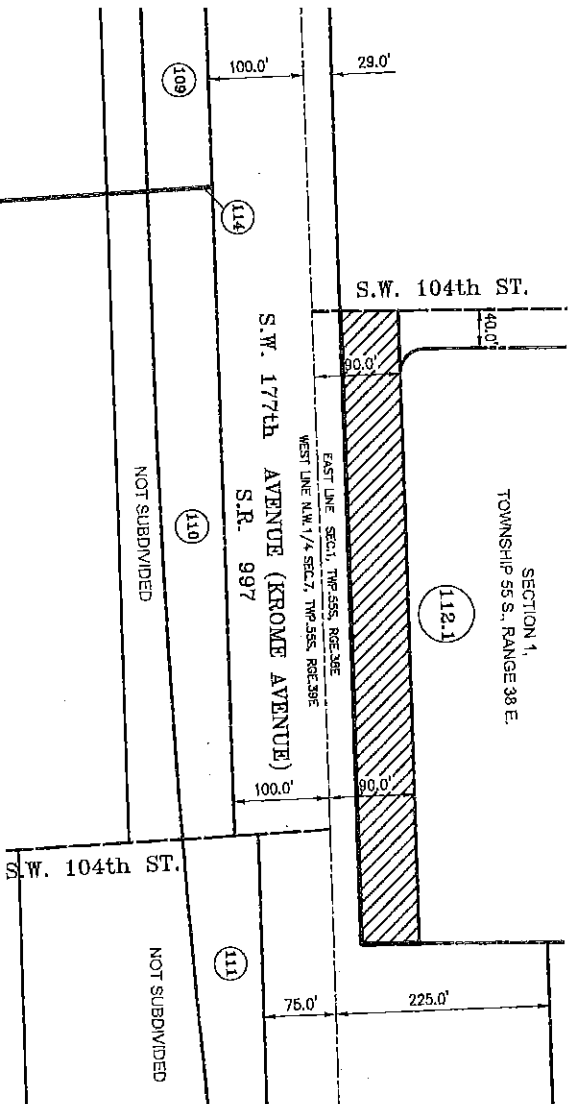 109
100.0'
29.0'
114
S.W. 104th ST.
40.0'
90.0'
SECTION 1,
TOWNSHIP 55 S., RANGE 38 E.
112.1
EAST LINE SEC.1, TWP.55S, RGE.38E
WEST LINE N.W.1/4 SEC.7, TWP.55S, RGE.39E
S.W. 177th AVENUE (KROME AVENUE)
S.R. 997
110
NOT SUBDIVIDED
100.0'
90.0'
S.W. 104th ST.
111
NOT SUBDIVIDED
75.0'
225.0'